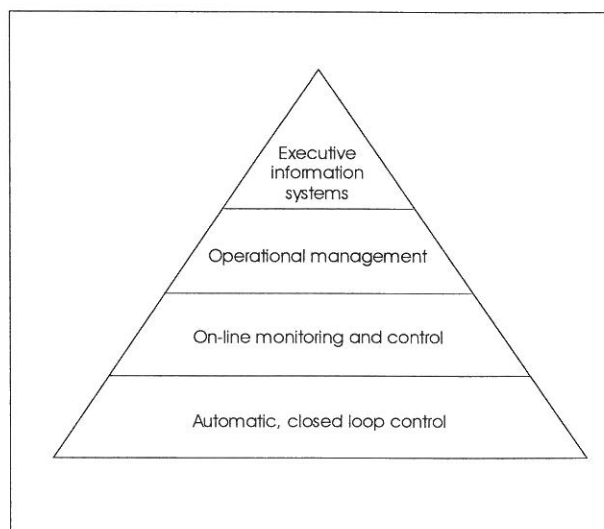 Executive
information
systems
Operational management
On-line monitoring and control
Automatic, closed loop control